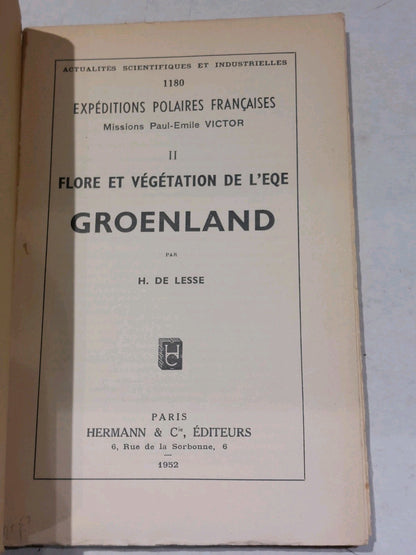 ACTUALITÉS SCIENTIFIQUES ET INDUSTRIELLES
1180
EXPÉDITIONS POLAIRES FRANÇAISES
Missions Paul-Emile VICTOR
II
FLORE ET VÉGÉTATION DE L'EQE
GROENLAND
PAR
H. DE LESSE
HC
PARIS
HERMANN & Cie, ÉDITEURS
6, Rue de la Sorbonne, 6
1952